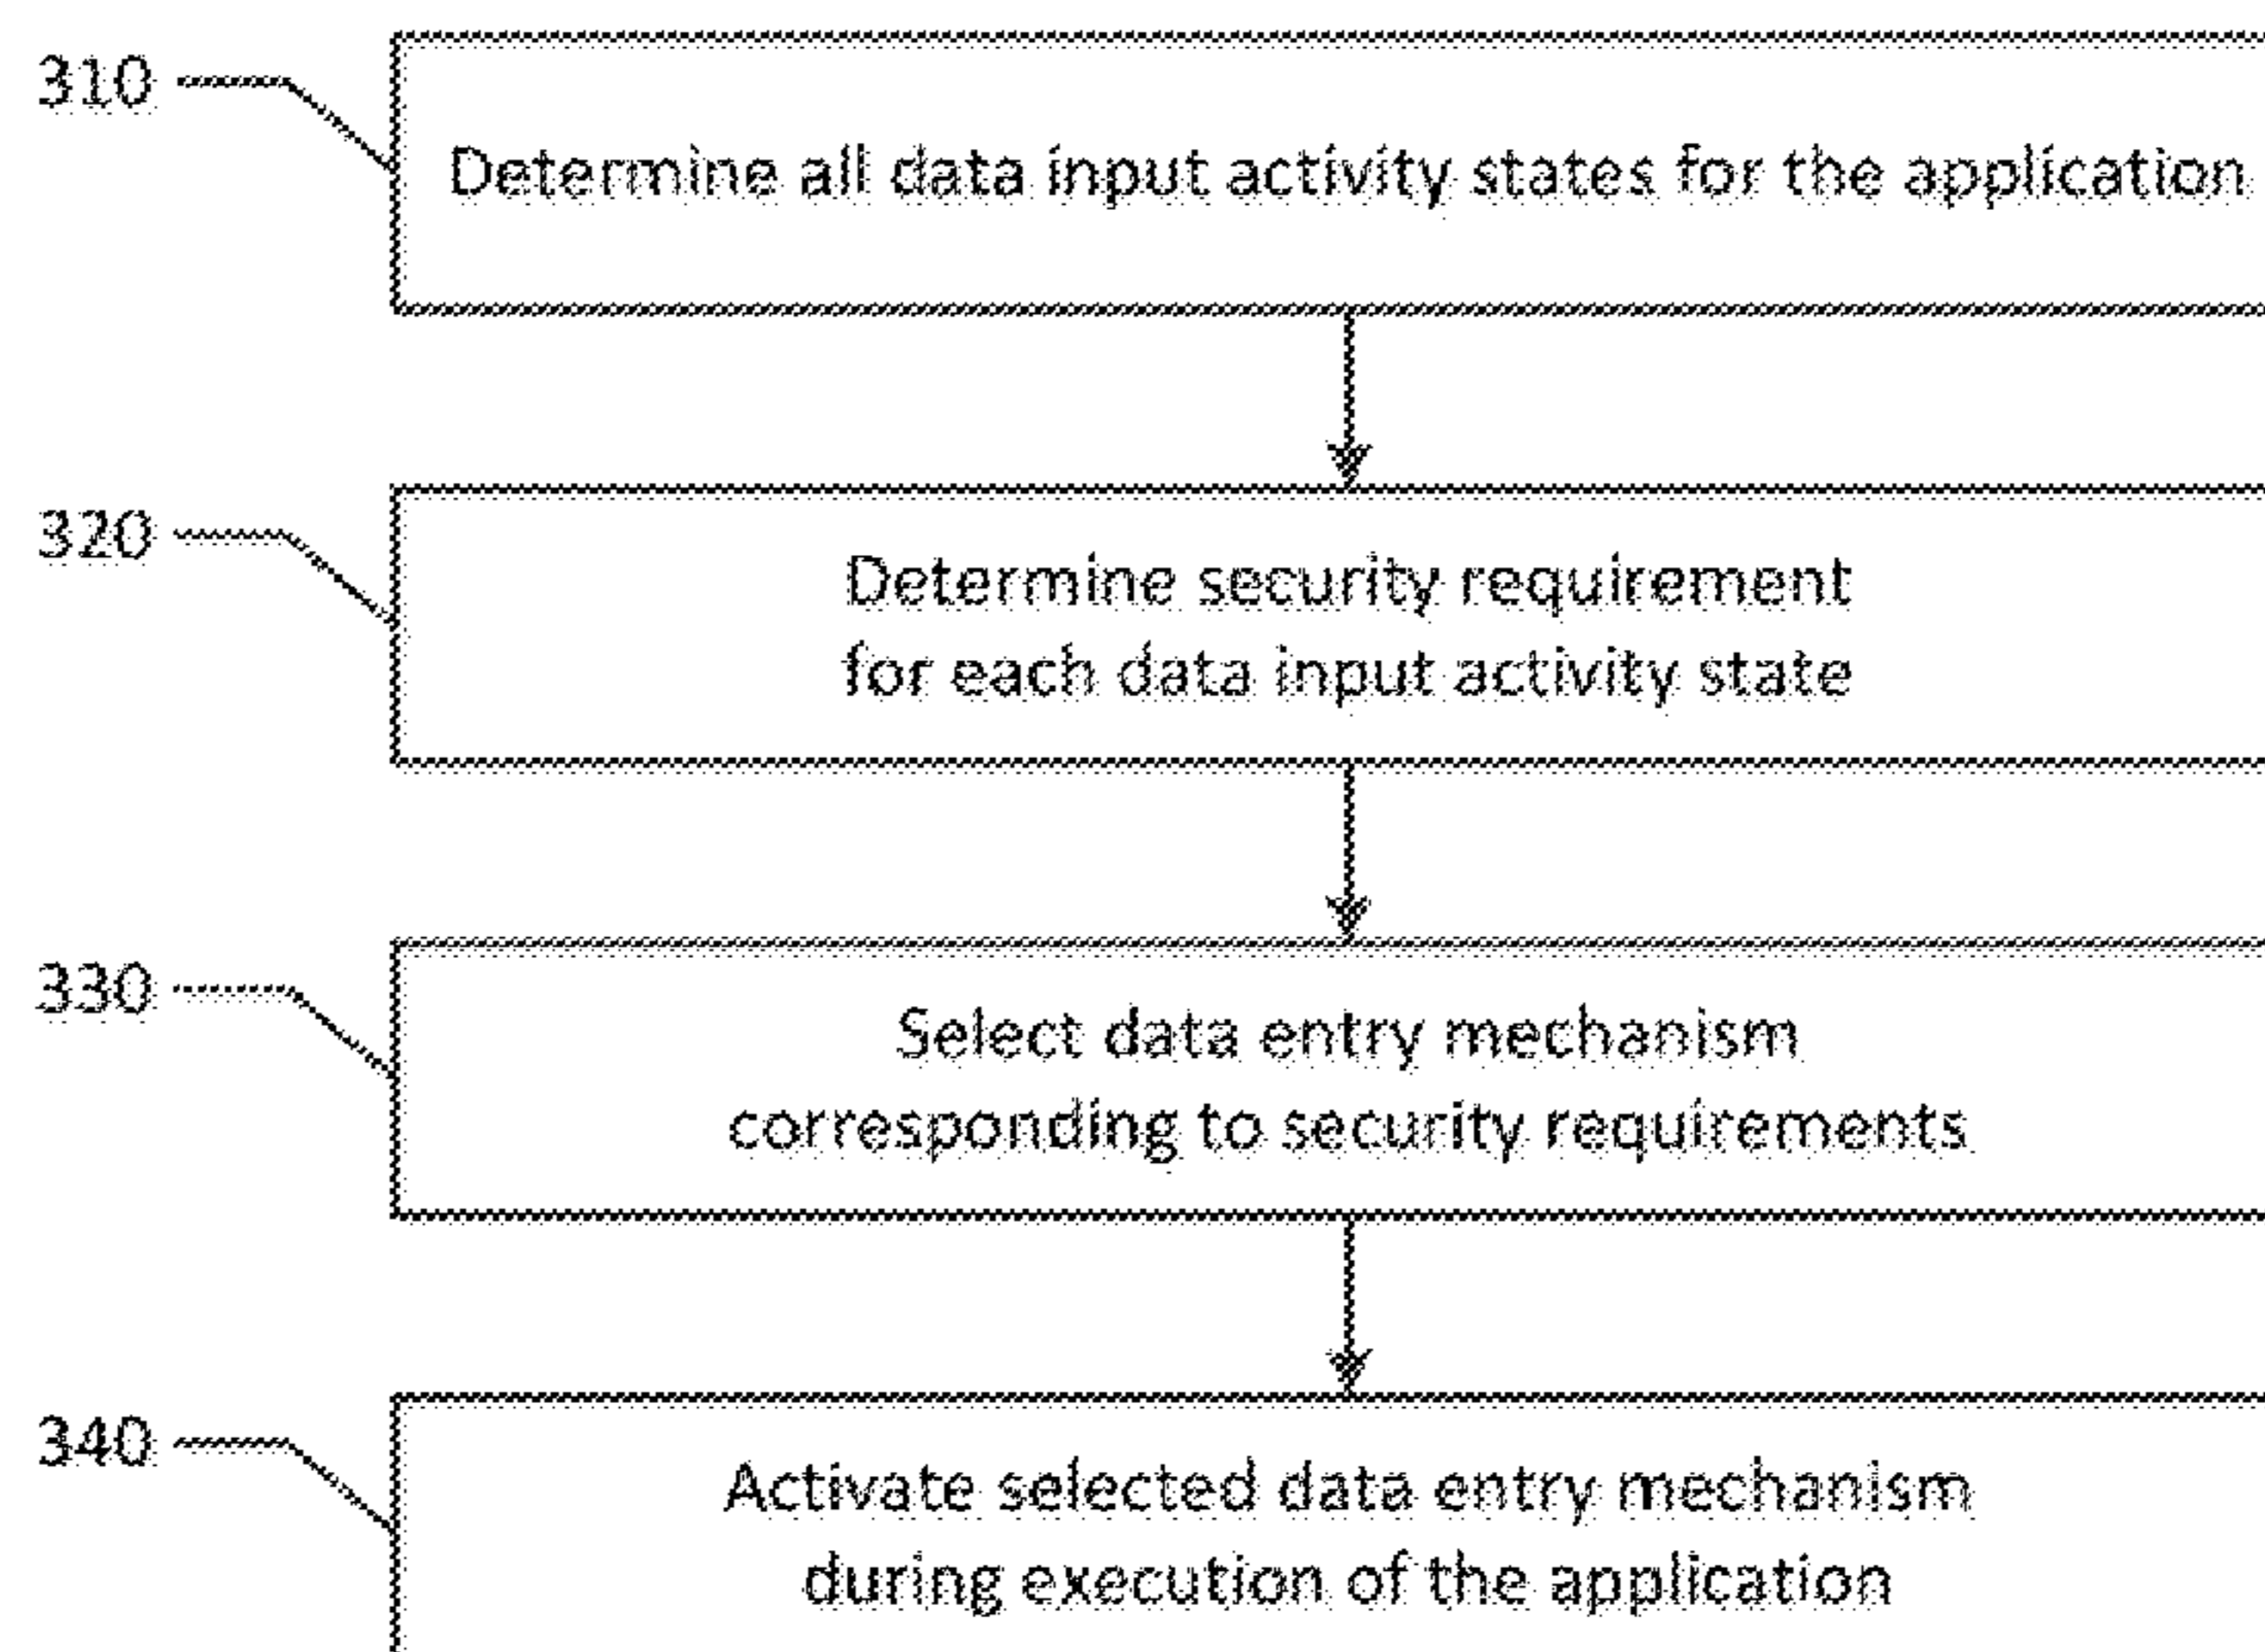 310
Determine all data input activity states for the application
320
Determine security requirement
for each data input activity state
330
Select data entry mechanism
corresponding to security requirements
340
Activate selected data entry mechanism
during execution of the application